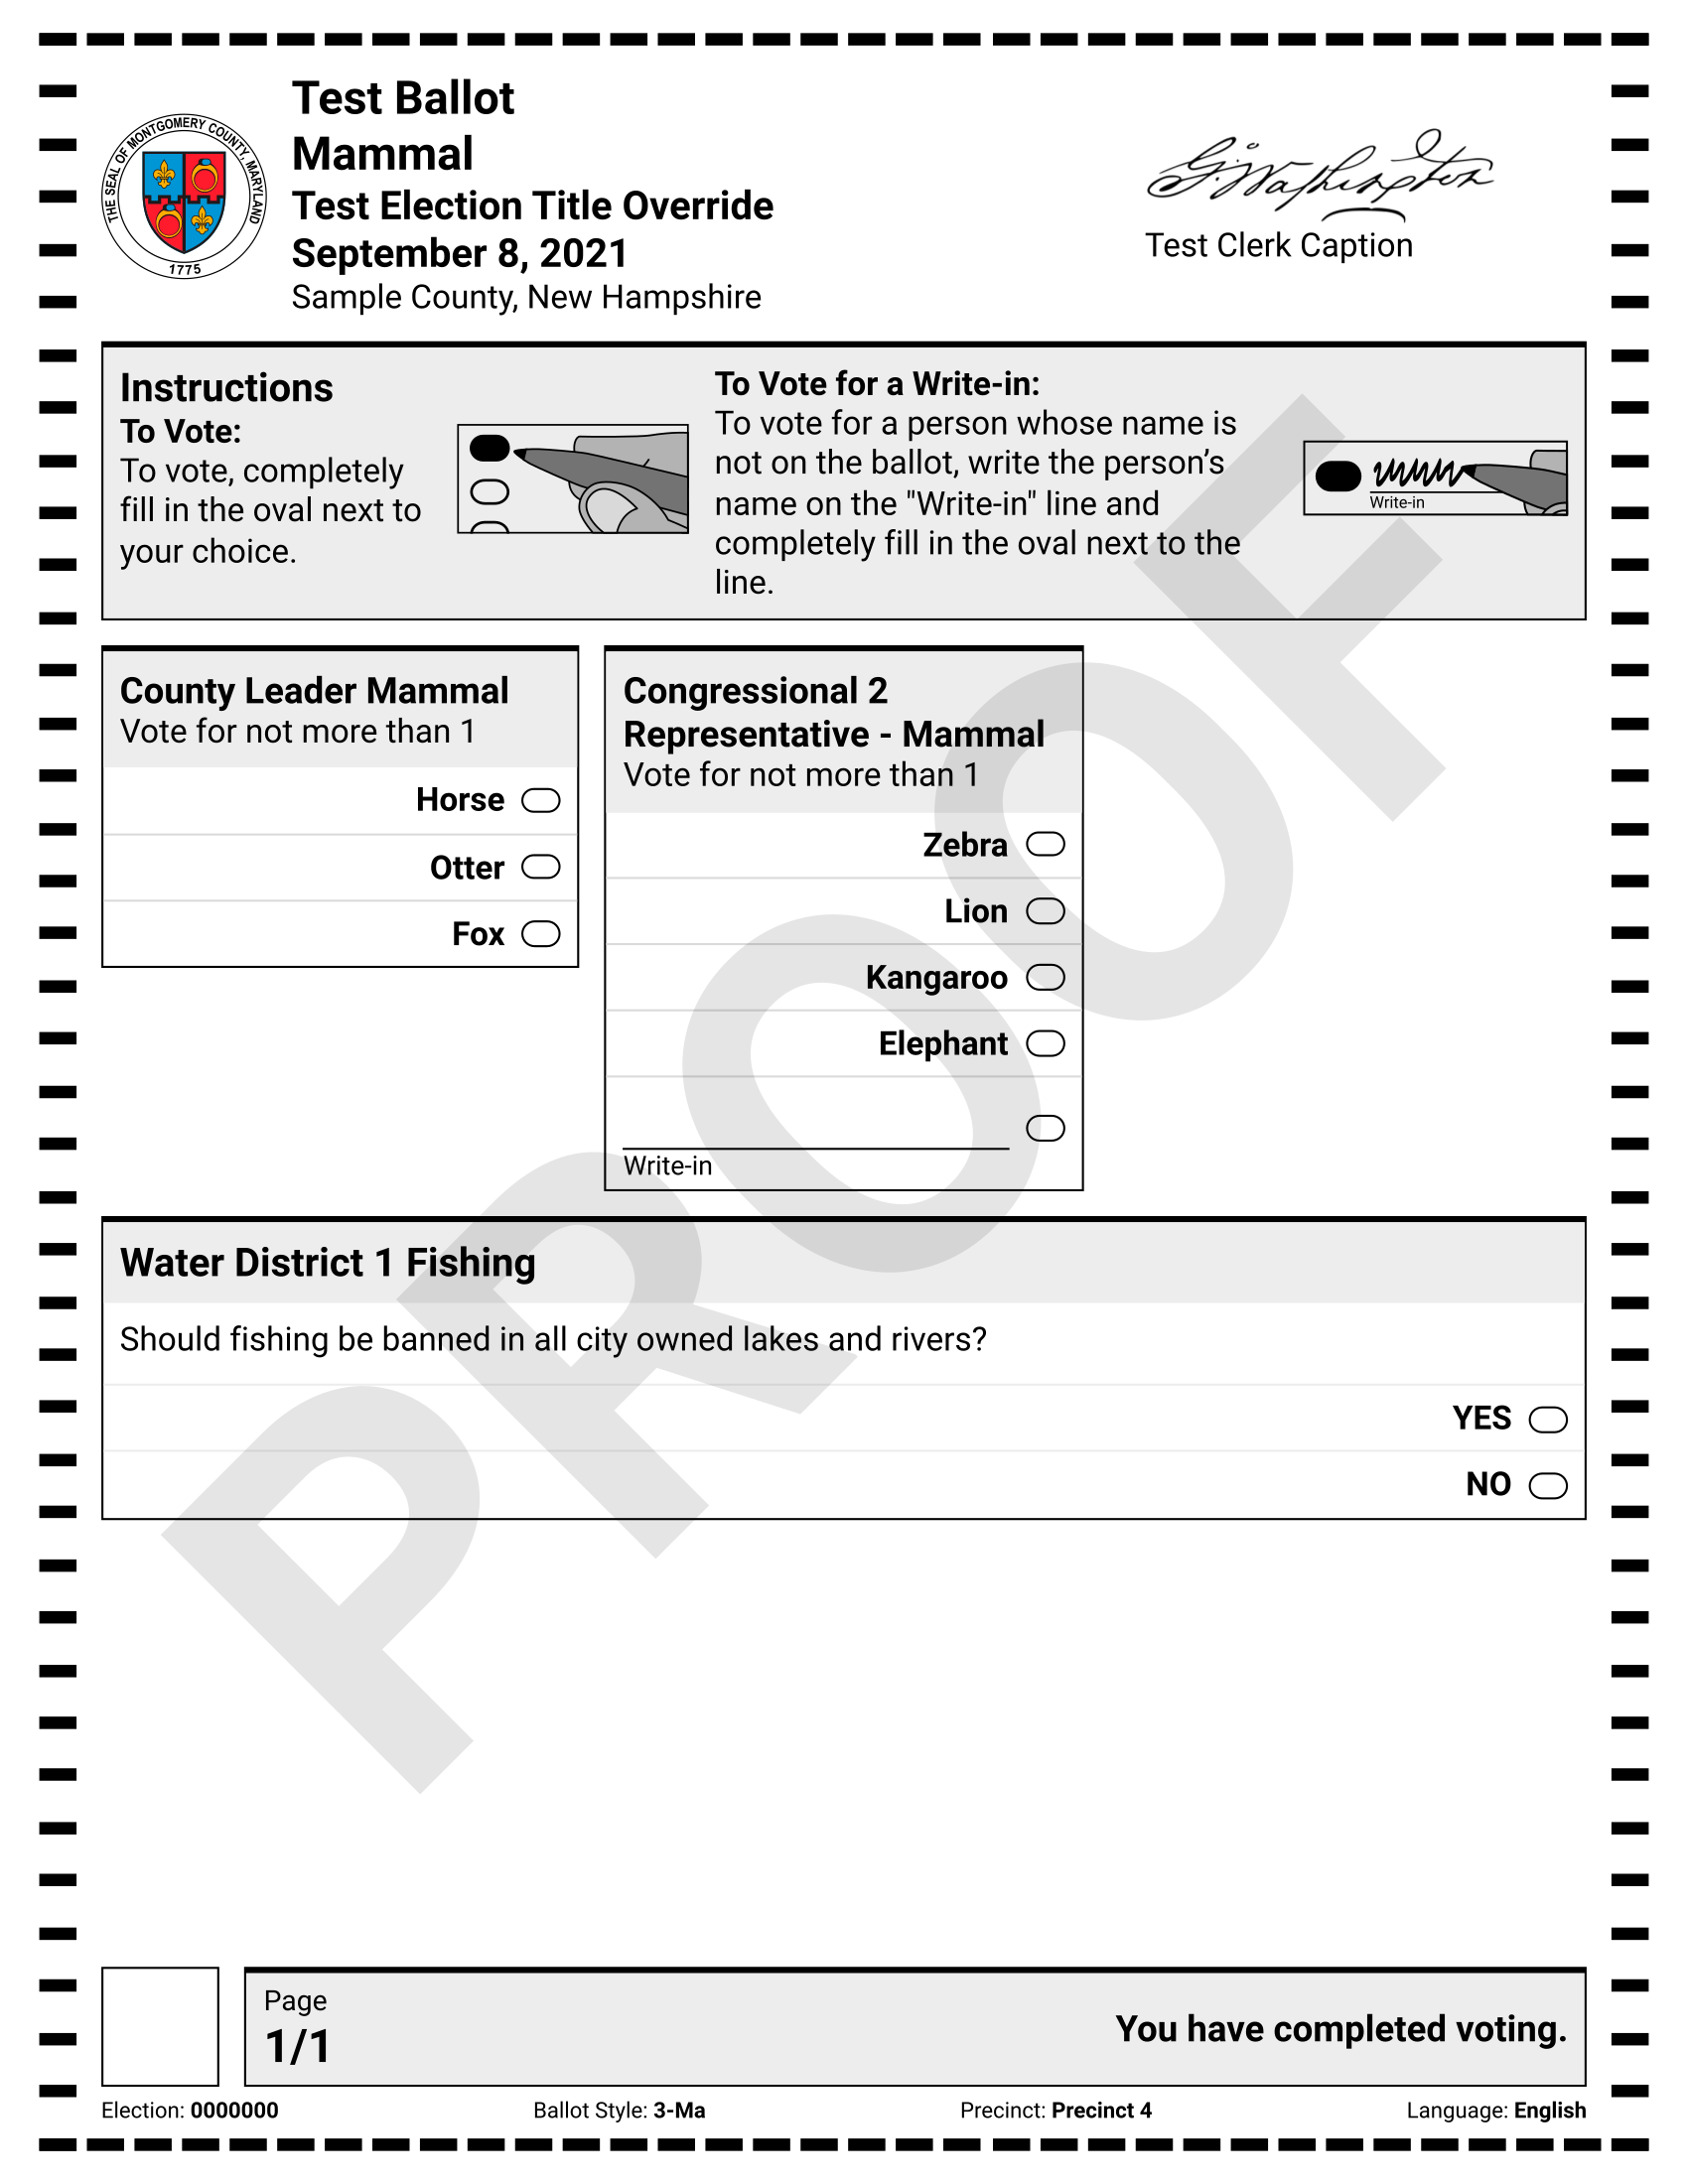 THE SEAL OF MONTGOMERY COUNTY, MARYLAND
1775
Test Ballot
Mammal
Test Election Title Override
September 8, 2021
Sample County, New Hampshire
G. Washington
Test Clerk Caption
Instructions
To Vote:
To vote, completely
fill in the oval next to
your choice.
To Vote for a Write-in:
To vote for a person whose name is
not on the ballot, write the person’s
name on the "Write-in" line and
completely fill in the oval next to the
line.
Write-in
County Leader Mammal
Vote for not more than 1
Horse
Otter
Fox
Congressional 2
Representative - Mammal
Vote for not more than 1
Zebra
Lion
Kangaroo
Elephant
Write-in
Water District 1 Fishing
Should fishing be banned in all city owned lakes and rivers?
YES
NO
PROOF
Page
1/1
You have completed voting.
Election: 0000000
Ballot Style: 3-Ma
Precinct: Precinct 4
Language: English